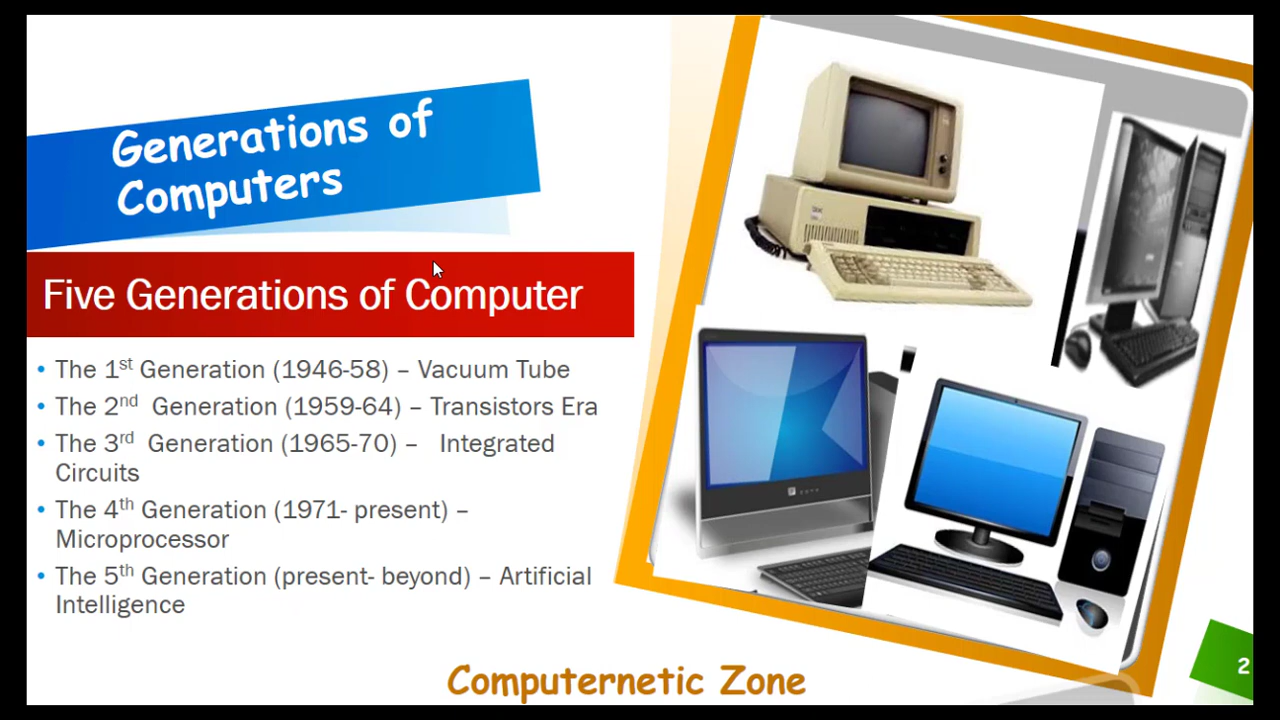 Generations of
Computers
Five Generations of Computer
• The 1st Generation (1946-58) – Vacuum Tube
• The 2nd Generation (1959-64) – Transistors Era
• The 3rd Generation (1965-70) – Integrated
Circuits
• The 4th Generation (1971- present) –
Microprocessor
• The 5th Generation (present- beyond) – Artificial
Intelligence
Computernetic Zone
2